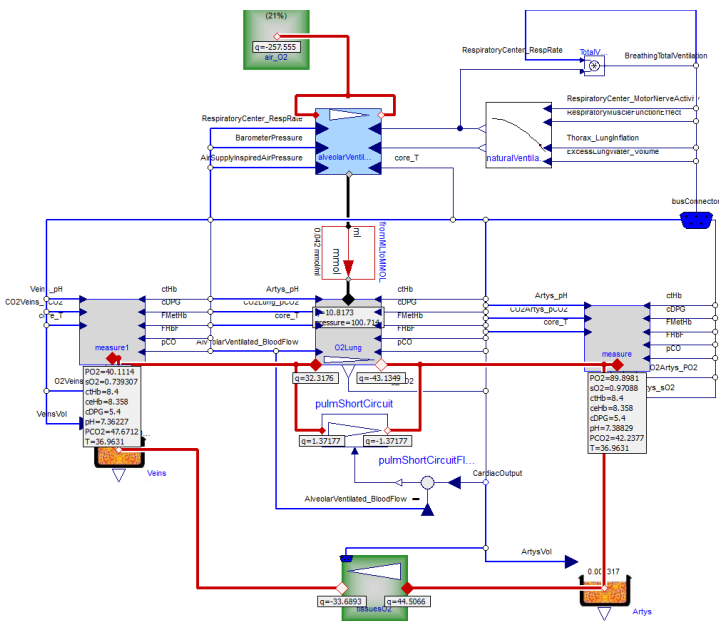 (21%)
q=-257.555
air_O2
RespiratoryCenter_RespRate
TotalV...
BreathingTotalVentilation
RespiratoryCenter_RespRate
BarometerPressure
AirSupplyInspiredAirPressure
alveolarVentil...
core_T
naturalVentila...
RespiratoryCenter_MotorNerveActivi
RespiratoryMuscleFunctionEffect
Thorax_LungInflation
ExcessLungWater_Volume
busConnector
0.042 mmol/ml
ml
mmol
fromMLtoMMOL
Veins_pH
CO2Veins_pCO2
core_T
ctHb
cDPG
FMetHb
FHbF
pCO
measure1
Artys_pH
CO2Lung_pCO2
core_T
AlveolarVentilated_BloodFlow
=10.8173
pressure=100.714
O2Lung
ctHb
cDPG
FMetHb
FHbF
pCO
Artys_pH
CO2Artys_pCO2
core_T
measure
ctHb
cDPG
FMetHb
FHbF
pCO
O2Artys_PO2
q=32.3176
q=-43.1349
PO2=40.1114
sO2=0.739307
ctHb=8.4
ceHb=8.358
cDPG=5.4
pH=7.36227
PCO2=47.6712
T=36.9631
PO2=89.8981
sO2=0.97088
ctHb=8.4
ceHb=8.358
cDPG=5.4
pH=7.38829
PCO2=42.2377
T=36.9631
VeinsVol
Veins
pulmShortCircuit
q=1.37177
q=-1.37177
pulmShortCircuitFl...
CardiacOutput
AlveolarVentilated_BloodFlow
ArtysVol
Artys
q=-33.6893
q=44.5066
tissuesO2